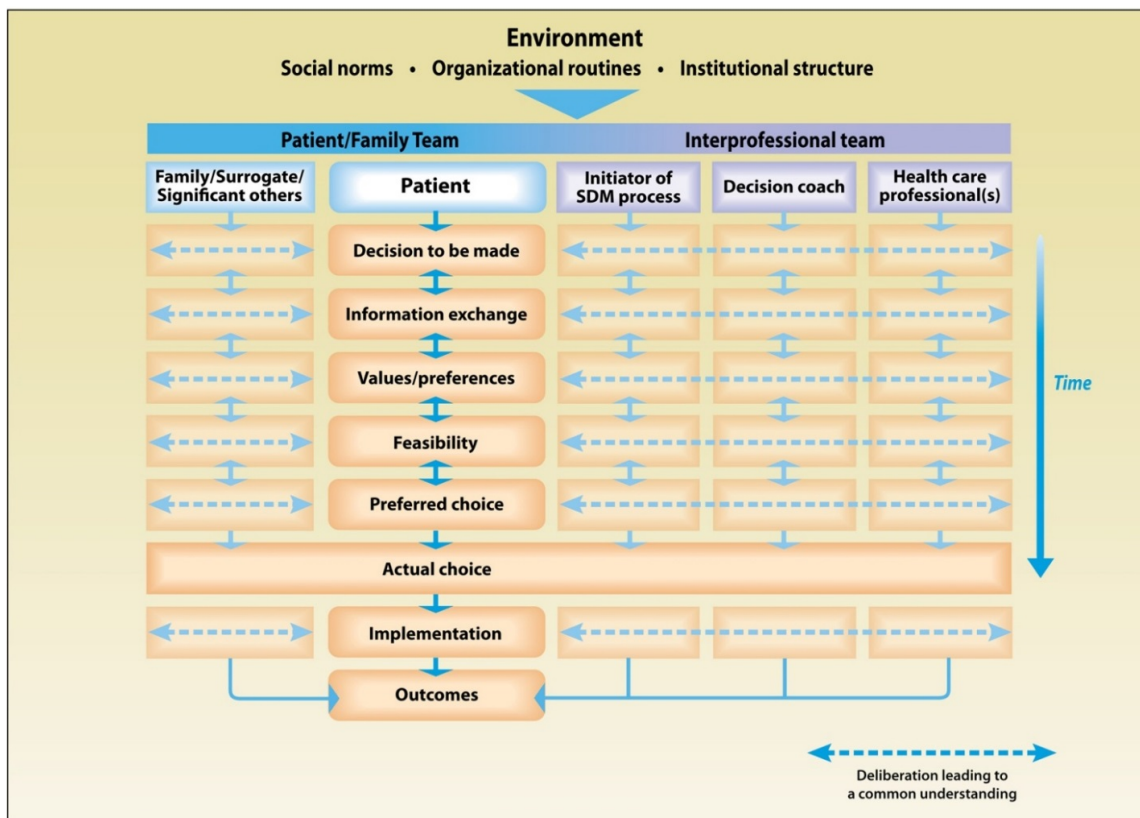 Environment
Social norms • Organizational routines • Institutional structure
Patient/Family Team
Interprofessional team
Family/Surrogate/
Significant others
Patient
Initiator of
SDM process
Decision coach
Health care
professional(s)
Decision to be made
Information exchange
Values/preferences
Feasibility
Preferred choice
Actual choice
Implementation
Outcomes
Time
Deliberation leading to
a common understanding